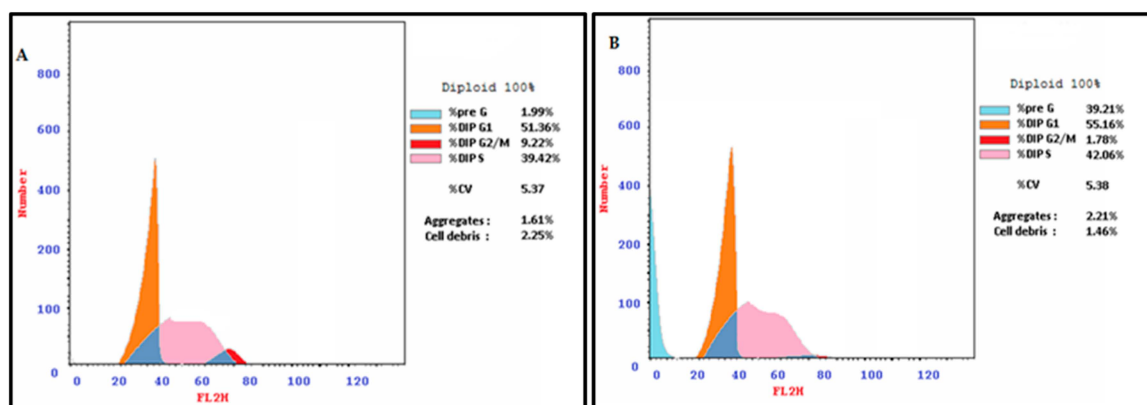 A
Diploid 100%
%pre G 1.99%
%DIP G1 51.36%
%DIP G2/M 9.22%
%DIP S 39.42%
%CV 5.37
Aggregates : 1.61%
Cell debris : 2.25%
Number
800
600
400
200
100
0
0 20 40 60 80 100 120
FL2H
B
Diploid 100%
%pre G 39.21%
%DIP G1 55.16%
%DIP G2/M 1.78%
%DIP S 42.06%
%CV 5.38
Aggregates : 2.21%
Cell debris : 1.46%
Number
800
600
400
200
100
0
0 20 40 60 80 100 120
FL2H